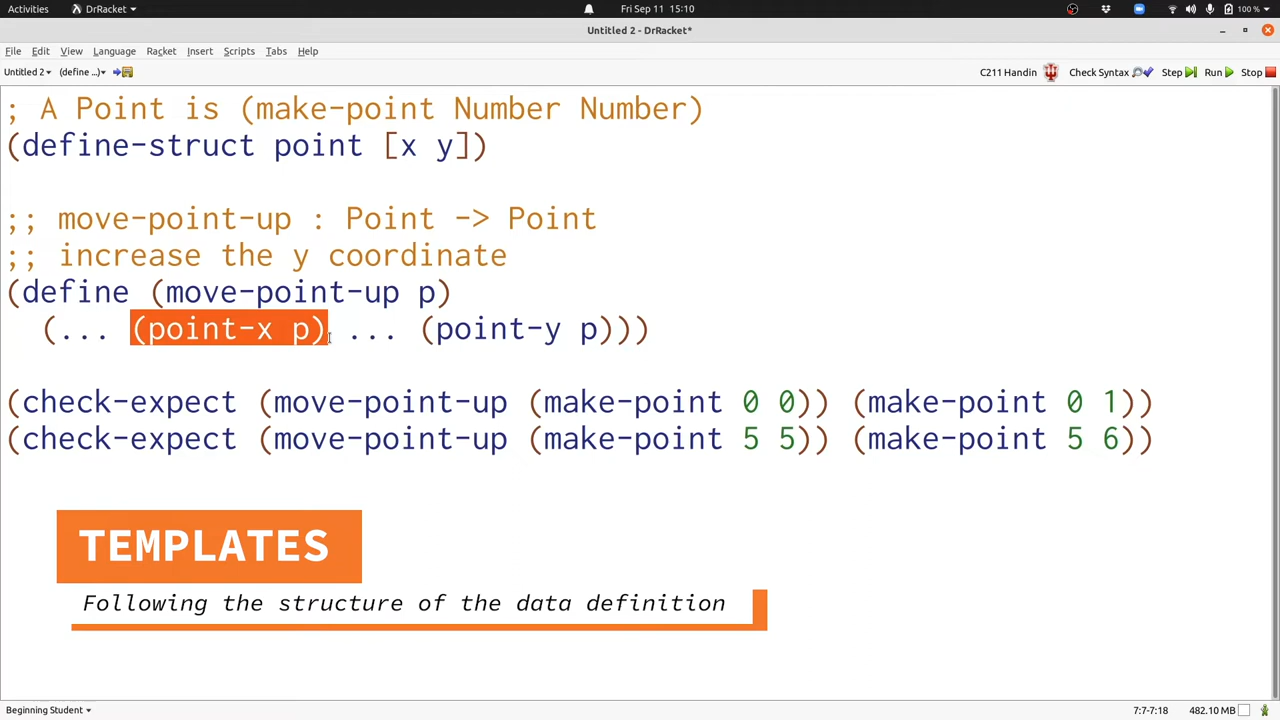 Activities DrRacket Fri Sep 11 15:10 100 %
Untitled 2 - DrRacket*
File Edit View Language Racket Insert Scripts Tabs Help
Untitled 2 (define ...) C211 Handin Check Syntax Step Run Stop
; A Point is (make-point Number Number)
(define-struct point [x y])
;; move-point-up : Point -> Point
;; increase the y coordinate
(define (move-point-up p)
(... (point-x p) ... (point-y p)))
(check-expect (move-point-up (make-point 0 0)) (make-point 0 1))
(check-expect (move-point-up (make-point 5 5)) (make-point 5 6))
TEMPLATES
Following the structure of the data definition
Beginning Student 7:7-7:18 482.10 MB